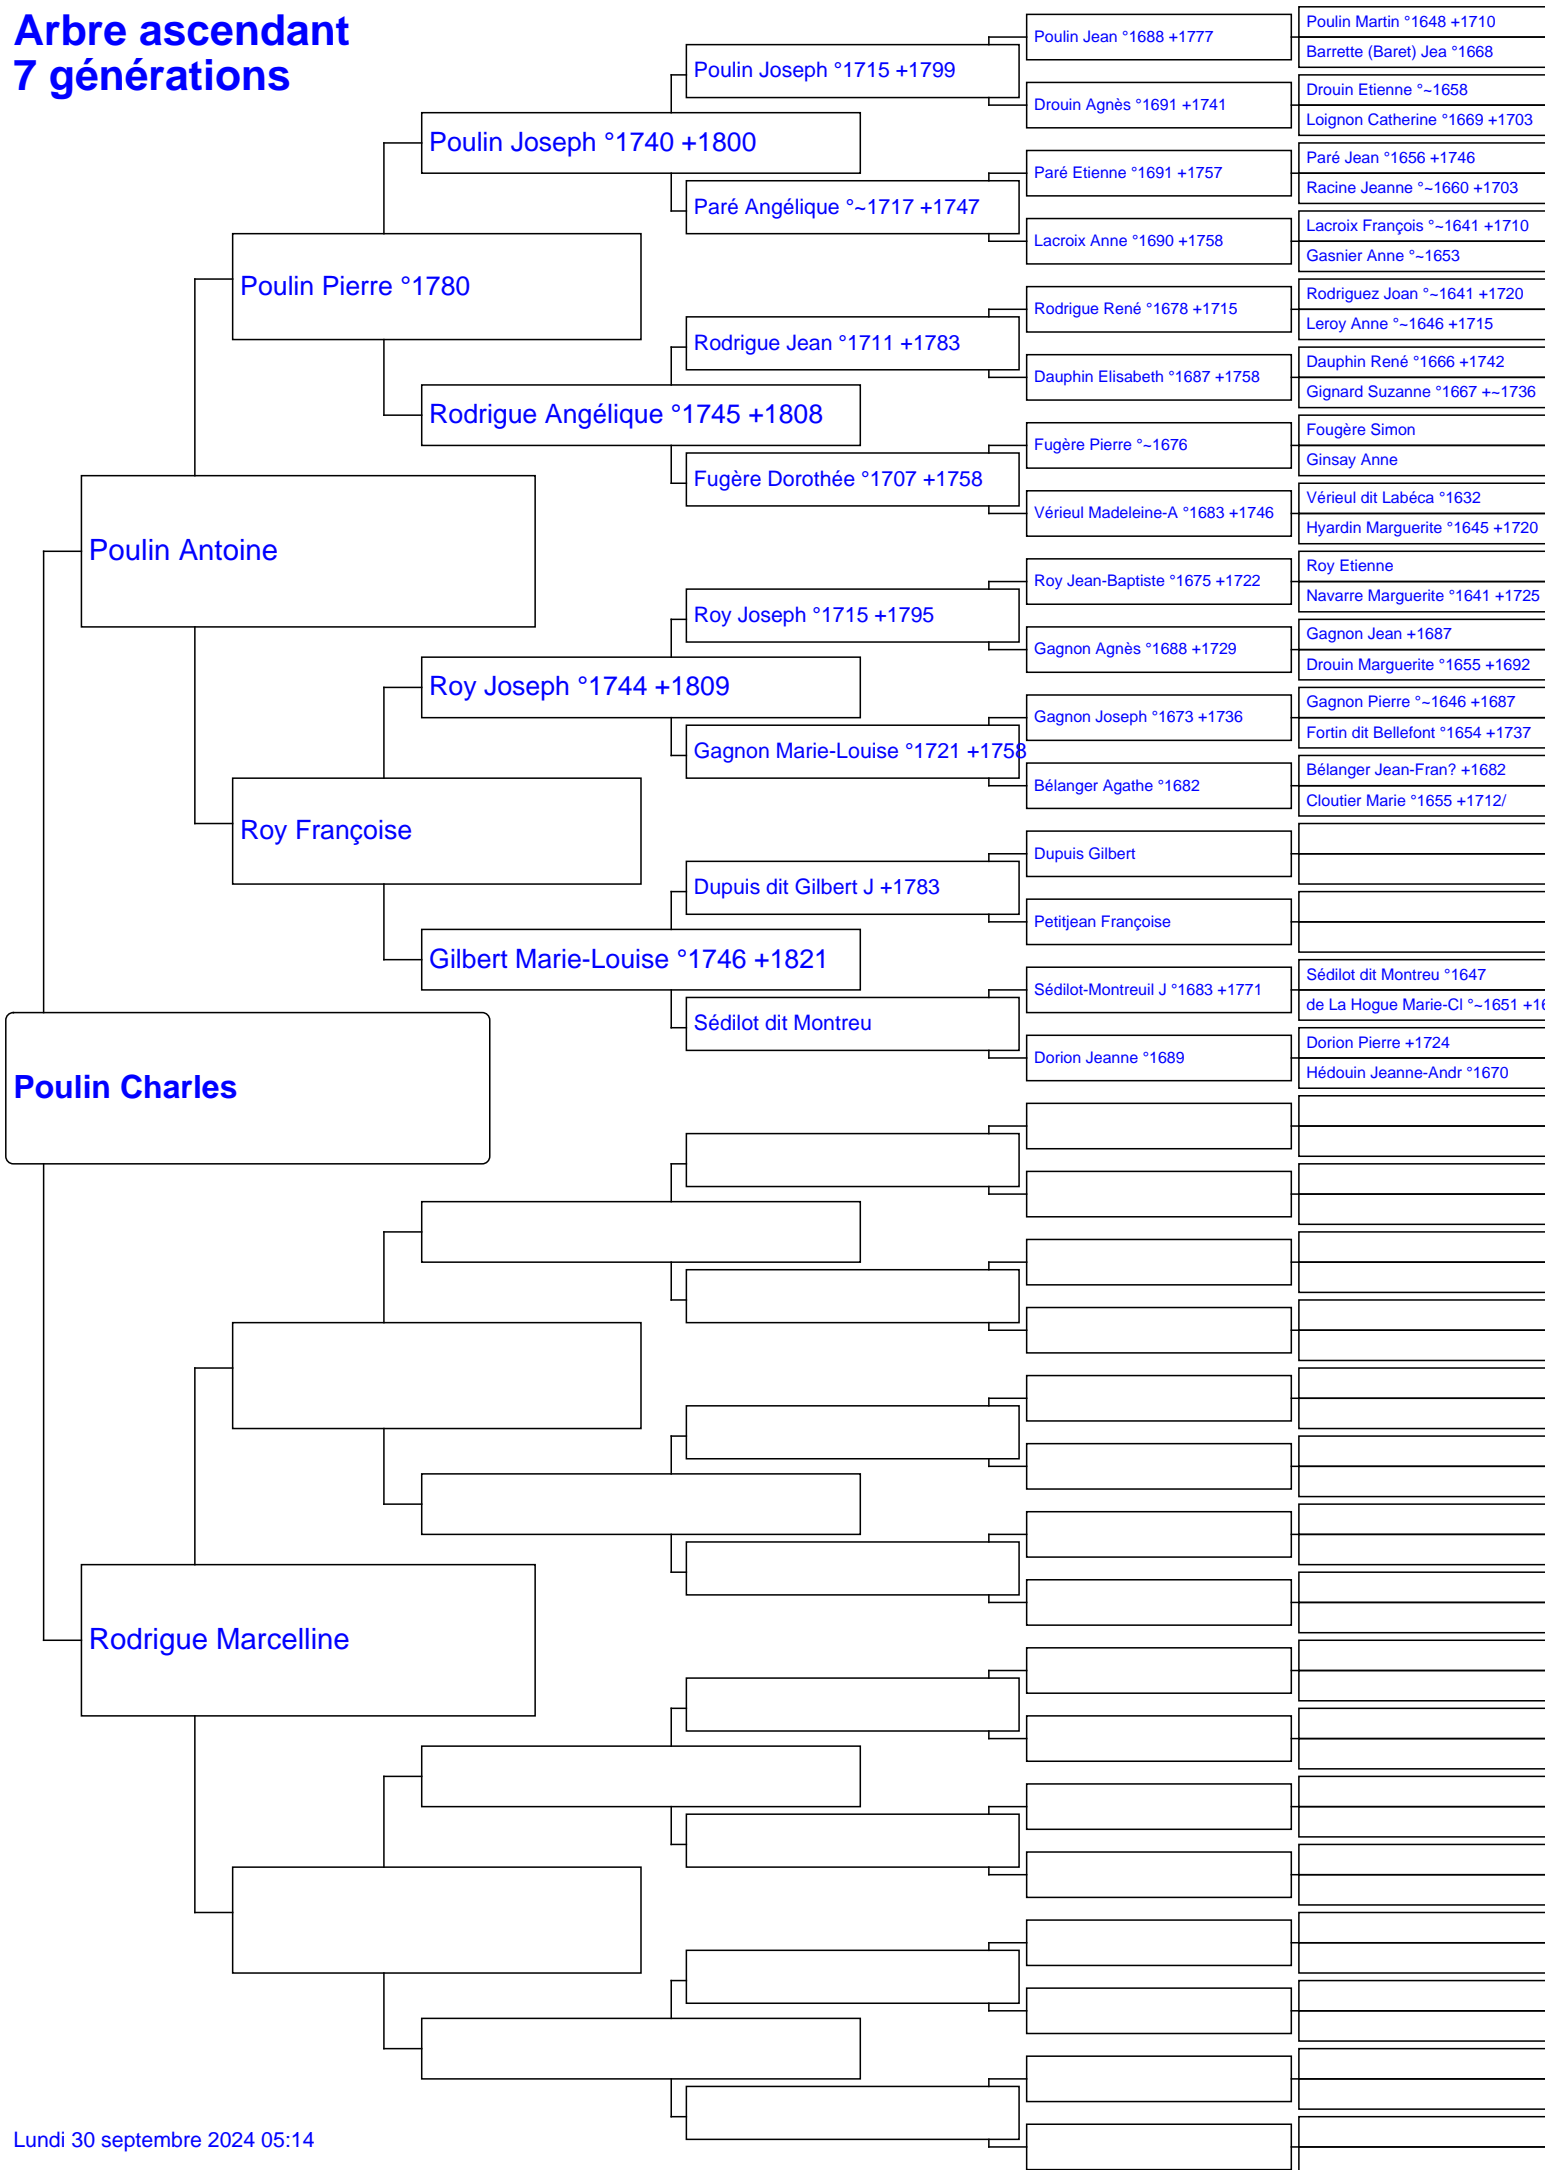 Arbre ascendant
7 générations
Poulin Charles
Poulin Antoine
Rodrigue Marcelline
Poulin Pierre °1780
Roy Françoise
Poulin Joseph °1740 +1800
Rodrigue Angélique °1745 +1808
Roy Joseph °1744 +1809
Gilbert Marie-Louise °1746 +1821
Poulin Joseph °1715 +1799
Paré Angélique °~1717 +1747
Rodrigue Jean °1711 +1783
Fugère Dorothée °1707 +1758
Roy Joseph °1715 +1795
Gagnon Marie-Louise °1721 +1758
Dupuis dit Gilbert J +1783
Sédilot dit Montreu
Poulin Jean °1688 +1777
Drouin Agnès °1691 +1741
Paré Etienne °1691 +1757
Lacroix Anne °1690 +1758
Rodrigue René °1678 +1715
Dauphin Elisabeth °1687 +1758
Fugère Pierre °~1676
Vérieul Madeleine-A °1683 +1746
Roy Jean-Baptiste °1675 +1722
Gagnon Agnès °1688 +1729
Gagnon Joseph °1673 +1736
Bélanger Agathe °1682
Dupuis Gilbert
Petitjean Françoise
Sédilot-Montreuil J °1683 +1771
Dorion Jeanne °1689
Poulin Martin °1648 +1710
Barrette (Baret) Jea °1668
Drouin Etienne °~1658
Loignon Catherine °1669 +1703
Paré Jean °1656 +1746
Racine Jeanne °~1660 +1703
Lacroix François °~1641 +1710
Gasnier Anne °~1653
Rodriguez Joan °~1641 +1720
Leroy Anne °~1646 +1715
Dauphin René °1666 +1742
Gignard Suzanne °1667 +~1736
Fougère Simon
Ginsay Anne
Vérieul dit Labéca °1632
Hyardin Marguerite °1645 +1720
Roy Etienne
Navarre Marguerite °1641 +1725
Gagnon Jean +1687
Drouin Marguerite °1655 +1692
Gagnon Pierre °~1646 +1687
Fortin dit Bellefont °1654 +1737
Bélanger Jean-Fran? +1682
Cloutier Marie °1655 +1712/
Sédilot dit Montreu °1647
de La Hogue Marie-Cl °~1651
Dorion Pierre +1724
Hédouin Jeanne-Andr °1670
Lundi 30 septembre 2024 05:14